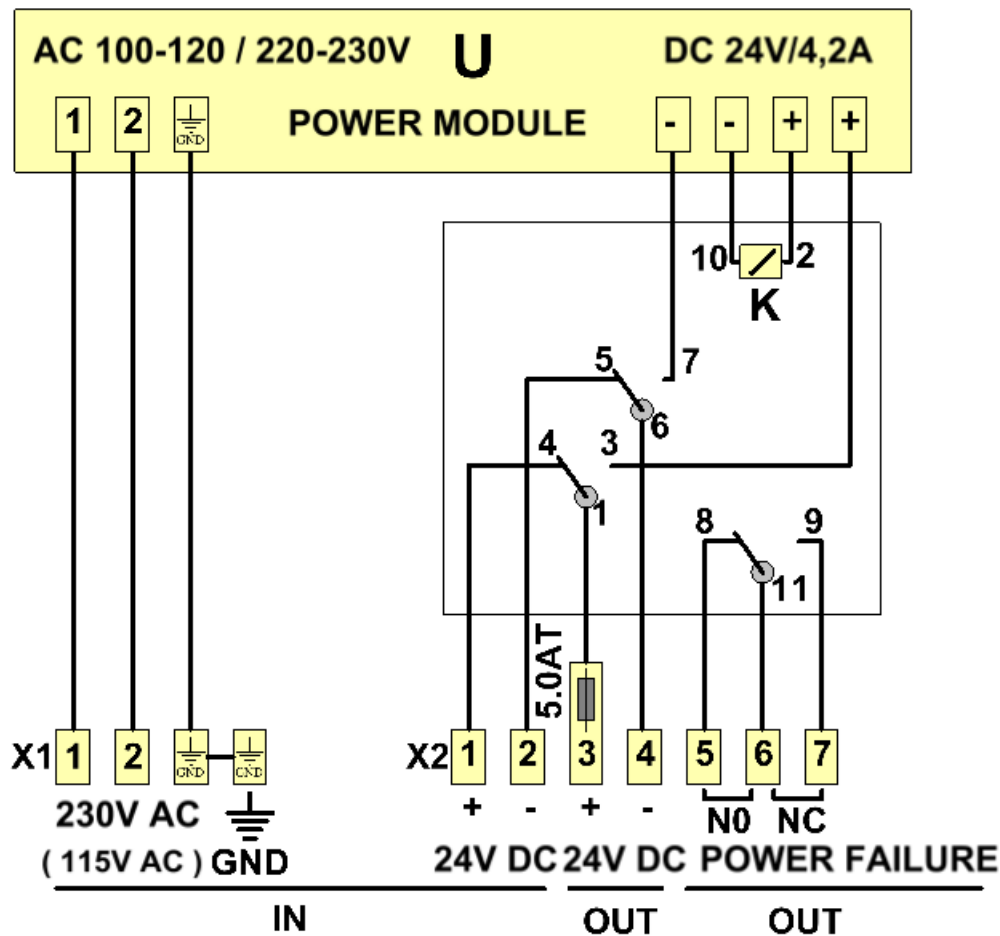 AC 100-120 / 220-230V U DC 24V/4,2A
1 2 GND POWER MODULE - - + +
10 2
K
5 7
6
4 3
1
8 9
11
5.0AT
X1 1 2 GND GND X2 1 2 3 4 5 6 7
+ - + -
230V AC N0 NC
( 115V AC ) GND 24V DC 24V DC POWER FAILURE
IN OUT OUT